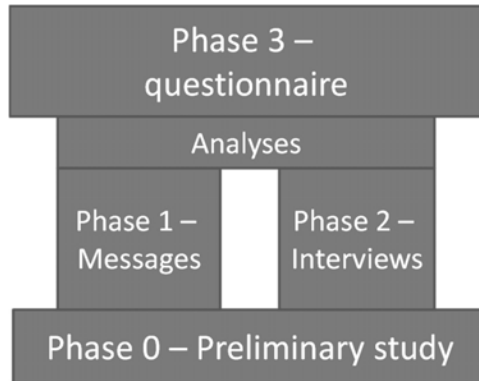 Phase 3 –
questionnaire
Analyses
Phase 1 –
Messages
Phase 2 –
Interviews
Phase 0 – Preliminary study